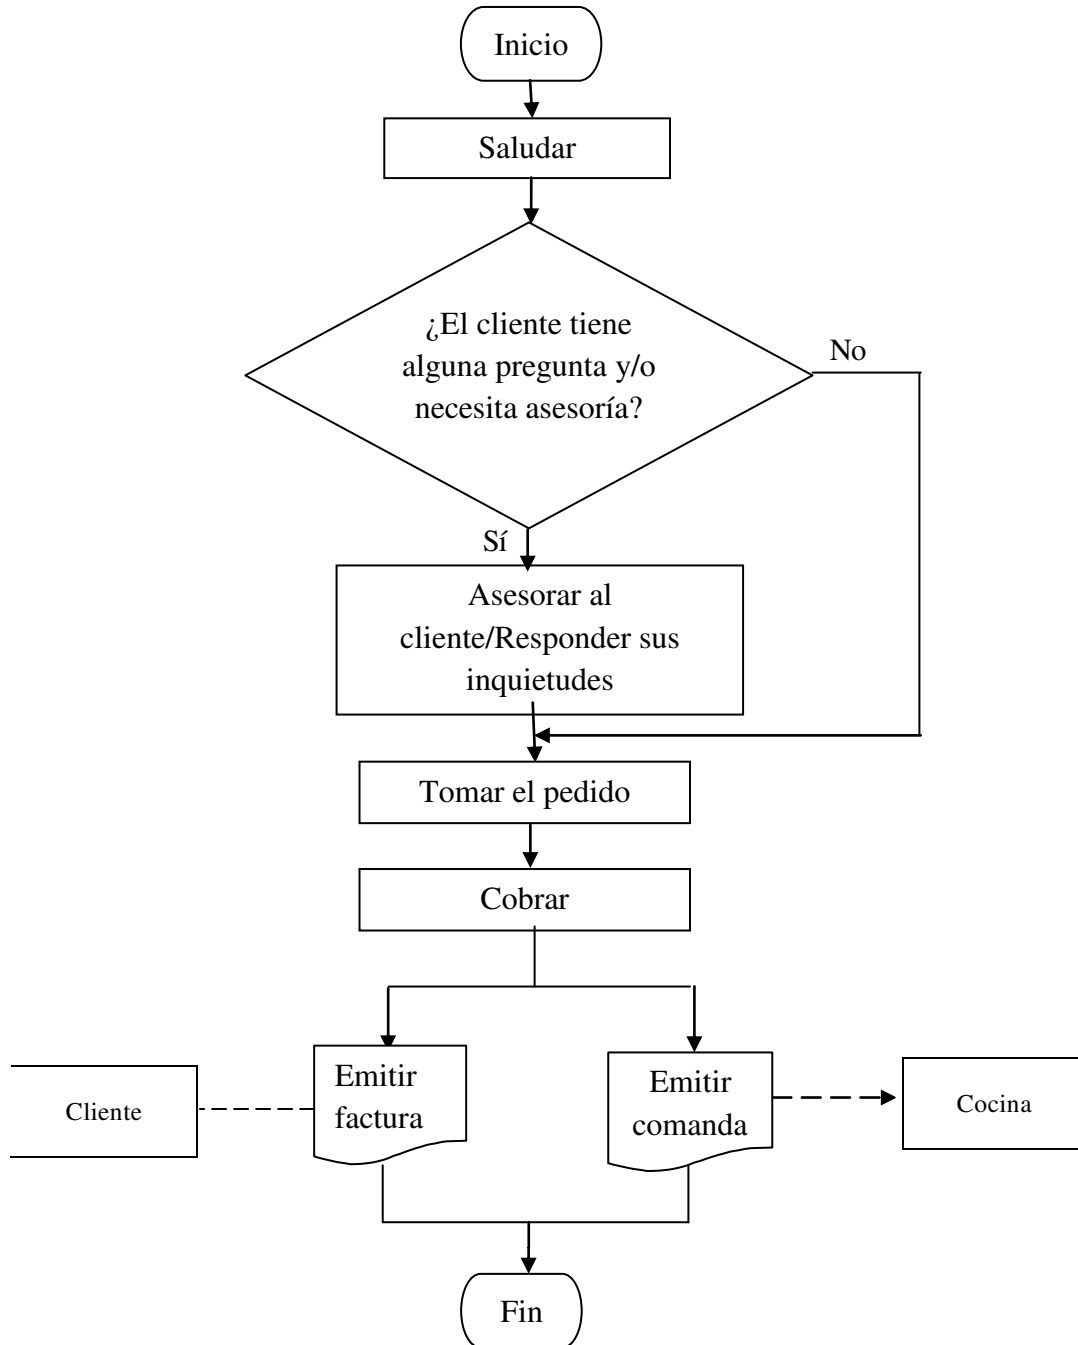 Inicio
Saludar
¿El cliente tiene
alguna pregunta y/o
necesita asesoría?
No
Sí
Asesorar al
cliente/Responder sus
inquietudes
Tomar el pedido
Cobrar
Cliente
Emitir
factura
Emitir
comanda
Cocina
Fin